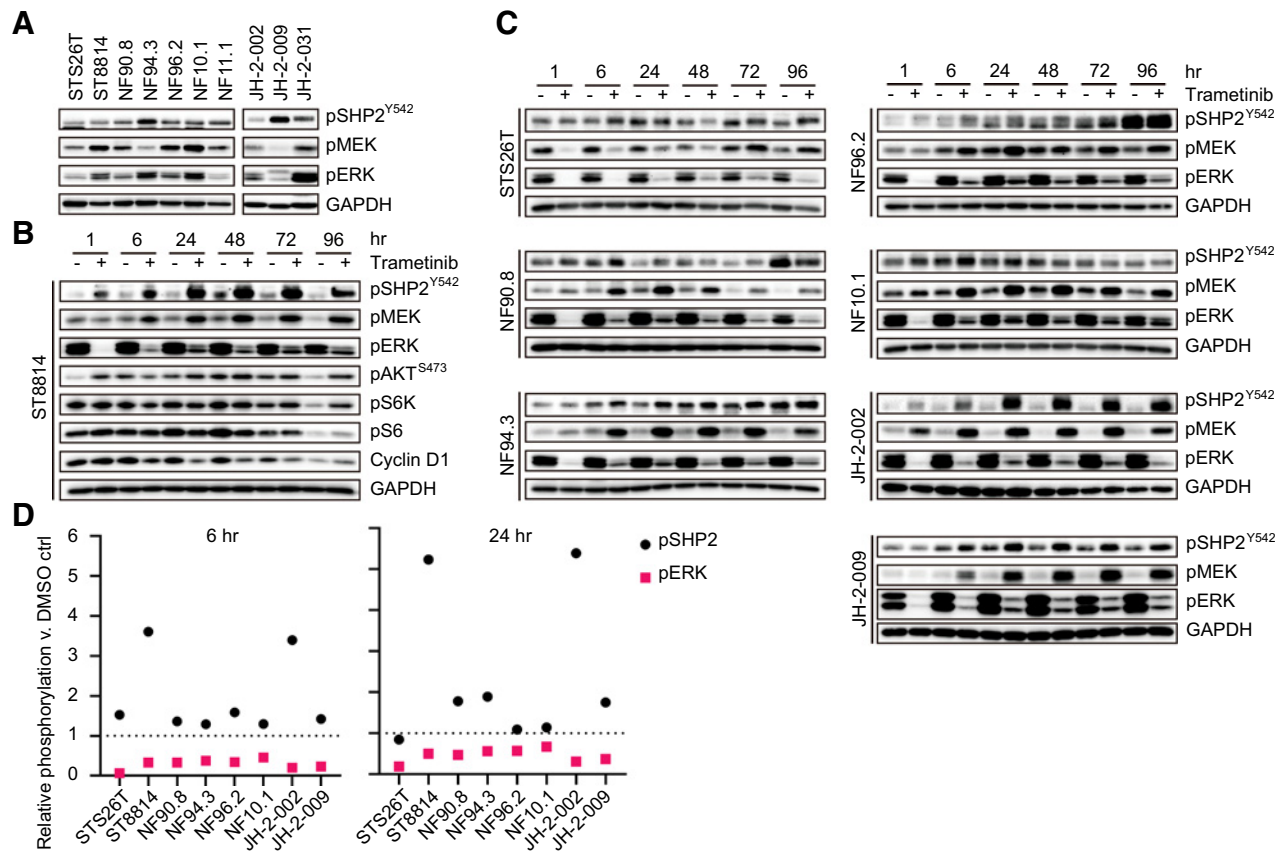 A
STS26T
ST8814
NF90.8
NF94.3
NF96.2
NF10.1
NF11.1
JH-2-002
JH-2-009
JH-2-031
pSHP2Y542
pMEK
pERK
GAPDH
B
1 6 24 48 72 96 hr
- + - + - + - + - + - + Trametinib
ST8814
pSHP2Y542
pMEK
pERK
pAKTS473
pS6K
pS6
Cyclin D1
GAPDH
C
1 6 24 48 72 96
- + - + - + - + - + - +
STS26T
NF90.8
NF94.3
1 6 24 48 72 96 hr
- + - + - + - + - + - + Trametinib
NF96.2
pSHP2Y542
pMEK
pERK
GAPDH
NF10.1
pSHP2Y542
pMEK
pERK
GAPDH
JH-2-002
pSHP2Y542
pMEK
pERK
GAPDH
JH-2-009
pSHP2Y542
pMEK
pERK
GAPDH
D
Relative phosphorylation v. DMSO ctrl
6
5
4
3
2
1
0
6 hr
STS26T
ST8814
NF90.8
NF94.3
NF96.2
NF10.1
JH-2-002
JH-2-009
24 hr
STS26T
ST8814
NF90.8
NF94.3
NF96.2
NF10.1
JH-2-002
JH-2-009
pSHP2
pERK